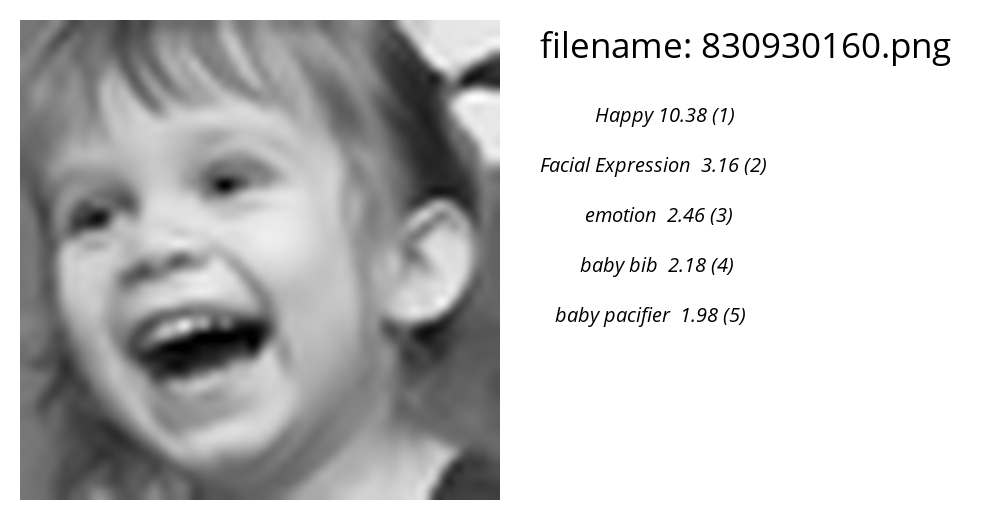 filename: 830930160.png
Happy 10.38 (1)
Facial Expression 3.16 (2)
emotion 2.46 (3)
baby bib 2.18 (4)
baby pacifier 1.98 (5)